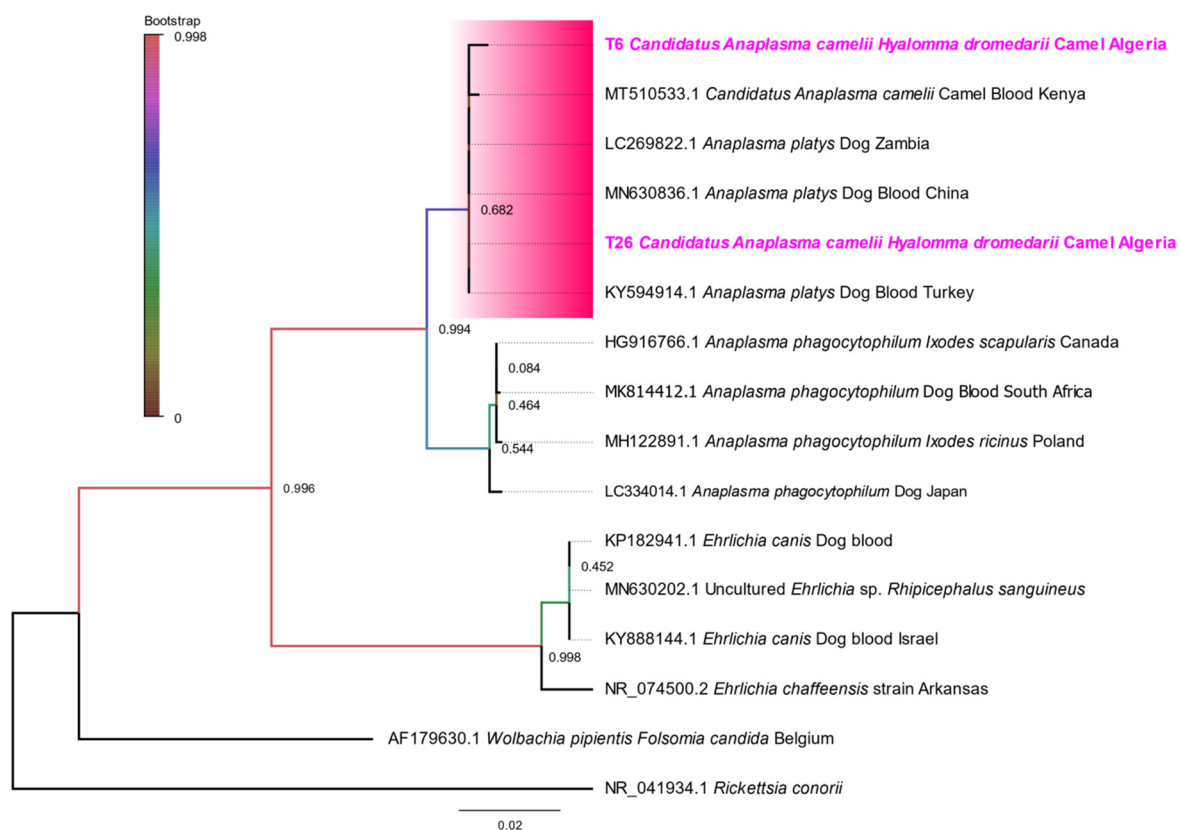 Bootstrap
0.998
0
T6 Candidatus Anaplasma camelii Hyalomma dromedarii Camel Algeria
MT510533.1 Candidatus Anaplasma camelii Camel Blood Kenya
LC269822.1 Anaplasma platys Dog Zambia
MN630836.1 Anaplasma platys Dog Blood China
0.682
T26 Candidatus Anaplasma camelii Hyalomma dromedarii Camel Algeria
KY594914.1 Anaplasma platys Dog Blood Turkey
0.994
HG916766.1 Anaplasma phagocytophilum Ixodes scapularis Canada
0.084
MK814412.1 Anaplasma phagocytophilum Dog Blood South Africa
0.464
MH122891.1 Anaplasma phagocytophilum Ixodes ricinus Poland
0.544
0.996
LC334014.1 Anaplasma phagocytophilum Dog Japan
KP182941.1 Ehrlichia canis Dog blood
0.452
MN630202.1 Uncultured Ehrlichia sp. Rhipicephalus sanguineus
KY888144.1 Ehrlichia canis Dog blood Israel
0.998
NR_074500.2 Ehrlichia chaffeensis strain Arkansas
AF179630.1 Wolbachia pipientis Folsomia candida Belgium
NR_041934.1 Rickettsia conorii
0.02